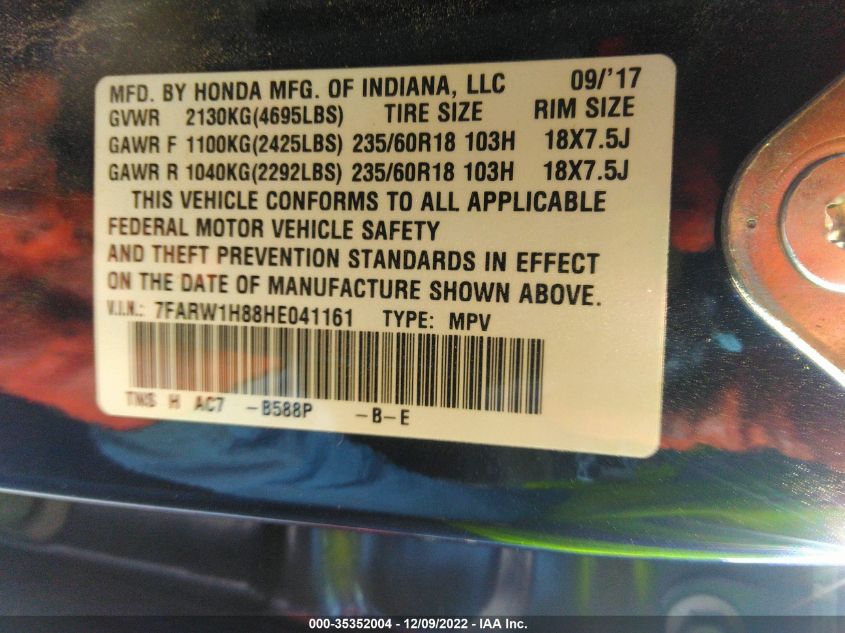 MFD. BY HONDA MFG. OF INDIANA, LLC 09/'17
GVWR 2130KG(4695LBS) TIRE SIZE RIM SIZE
GAWR F 1100KG(2425LBS) 235/60R18 103H 18X7.5J
GAWR R 1040KG(2292LBS) 235/60R18 103H 18X7.5J
THIS VEHICLE CONFORMS TO ALL APPLICABLE
FEDERAL MOTOR VEHICLE SAFETY
AND THEFT PREVENTION STANDARDS IN EFFECT
ON THE DATE OF MANUFACTURE SHOWN ABOVE.
V.I.N.: 7FARW1H88HE041161 TYPE: MPV
TWS H AC7 -B588P -B-E
000-35352004 - 12/09/2022 - IAA Inc.